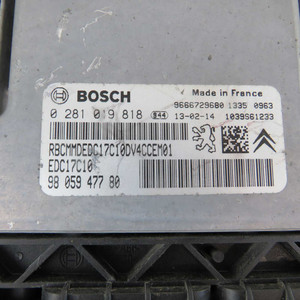 BOSCH
Made in France
9666729680 1335 0963
0 281 019 818 E44 13-02-14 1039S61233
RBCMMDEDC17C10DV4CCEM01
EDC17C10
98 059 477 80